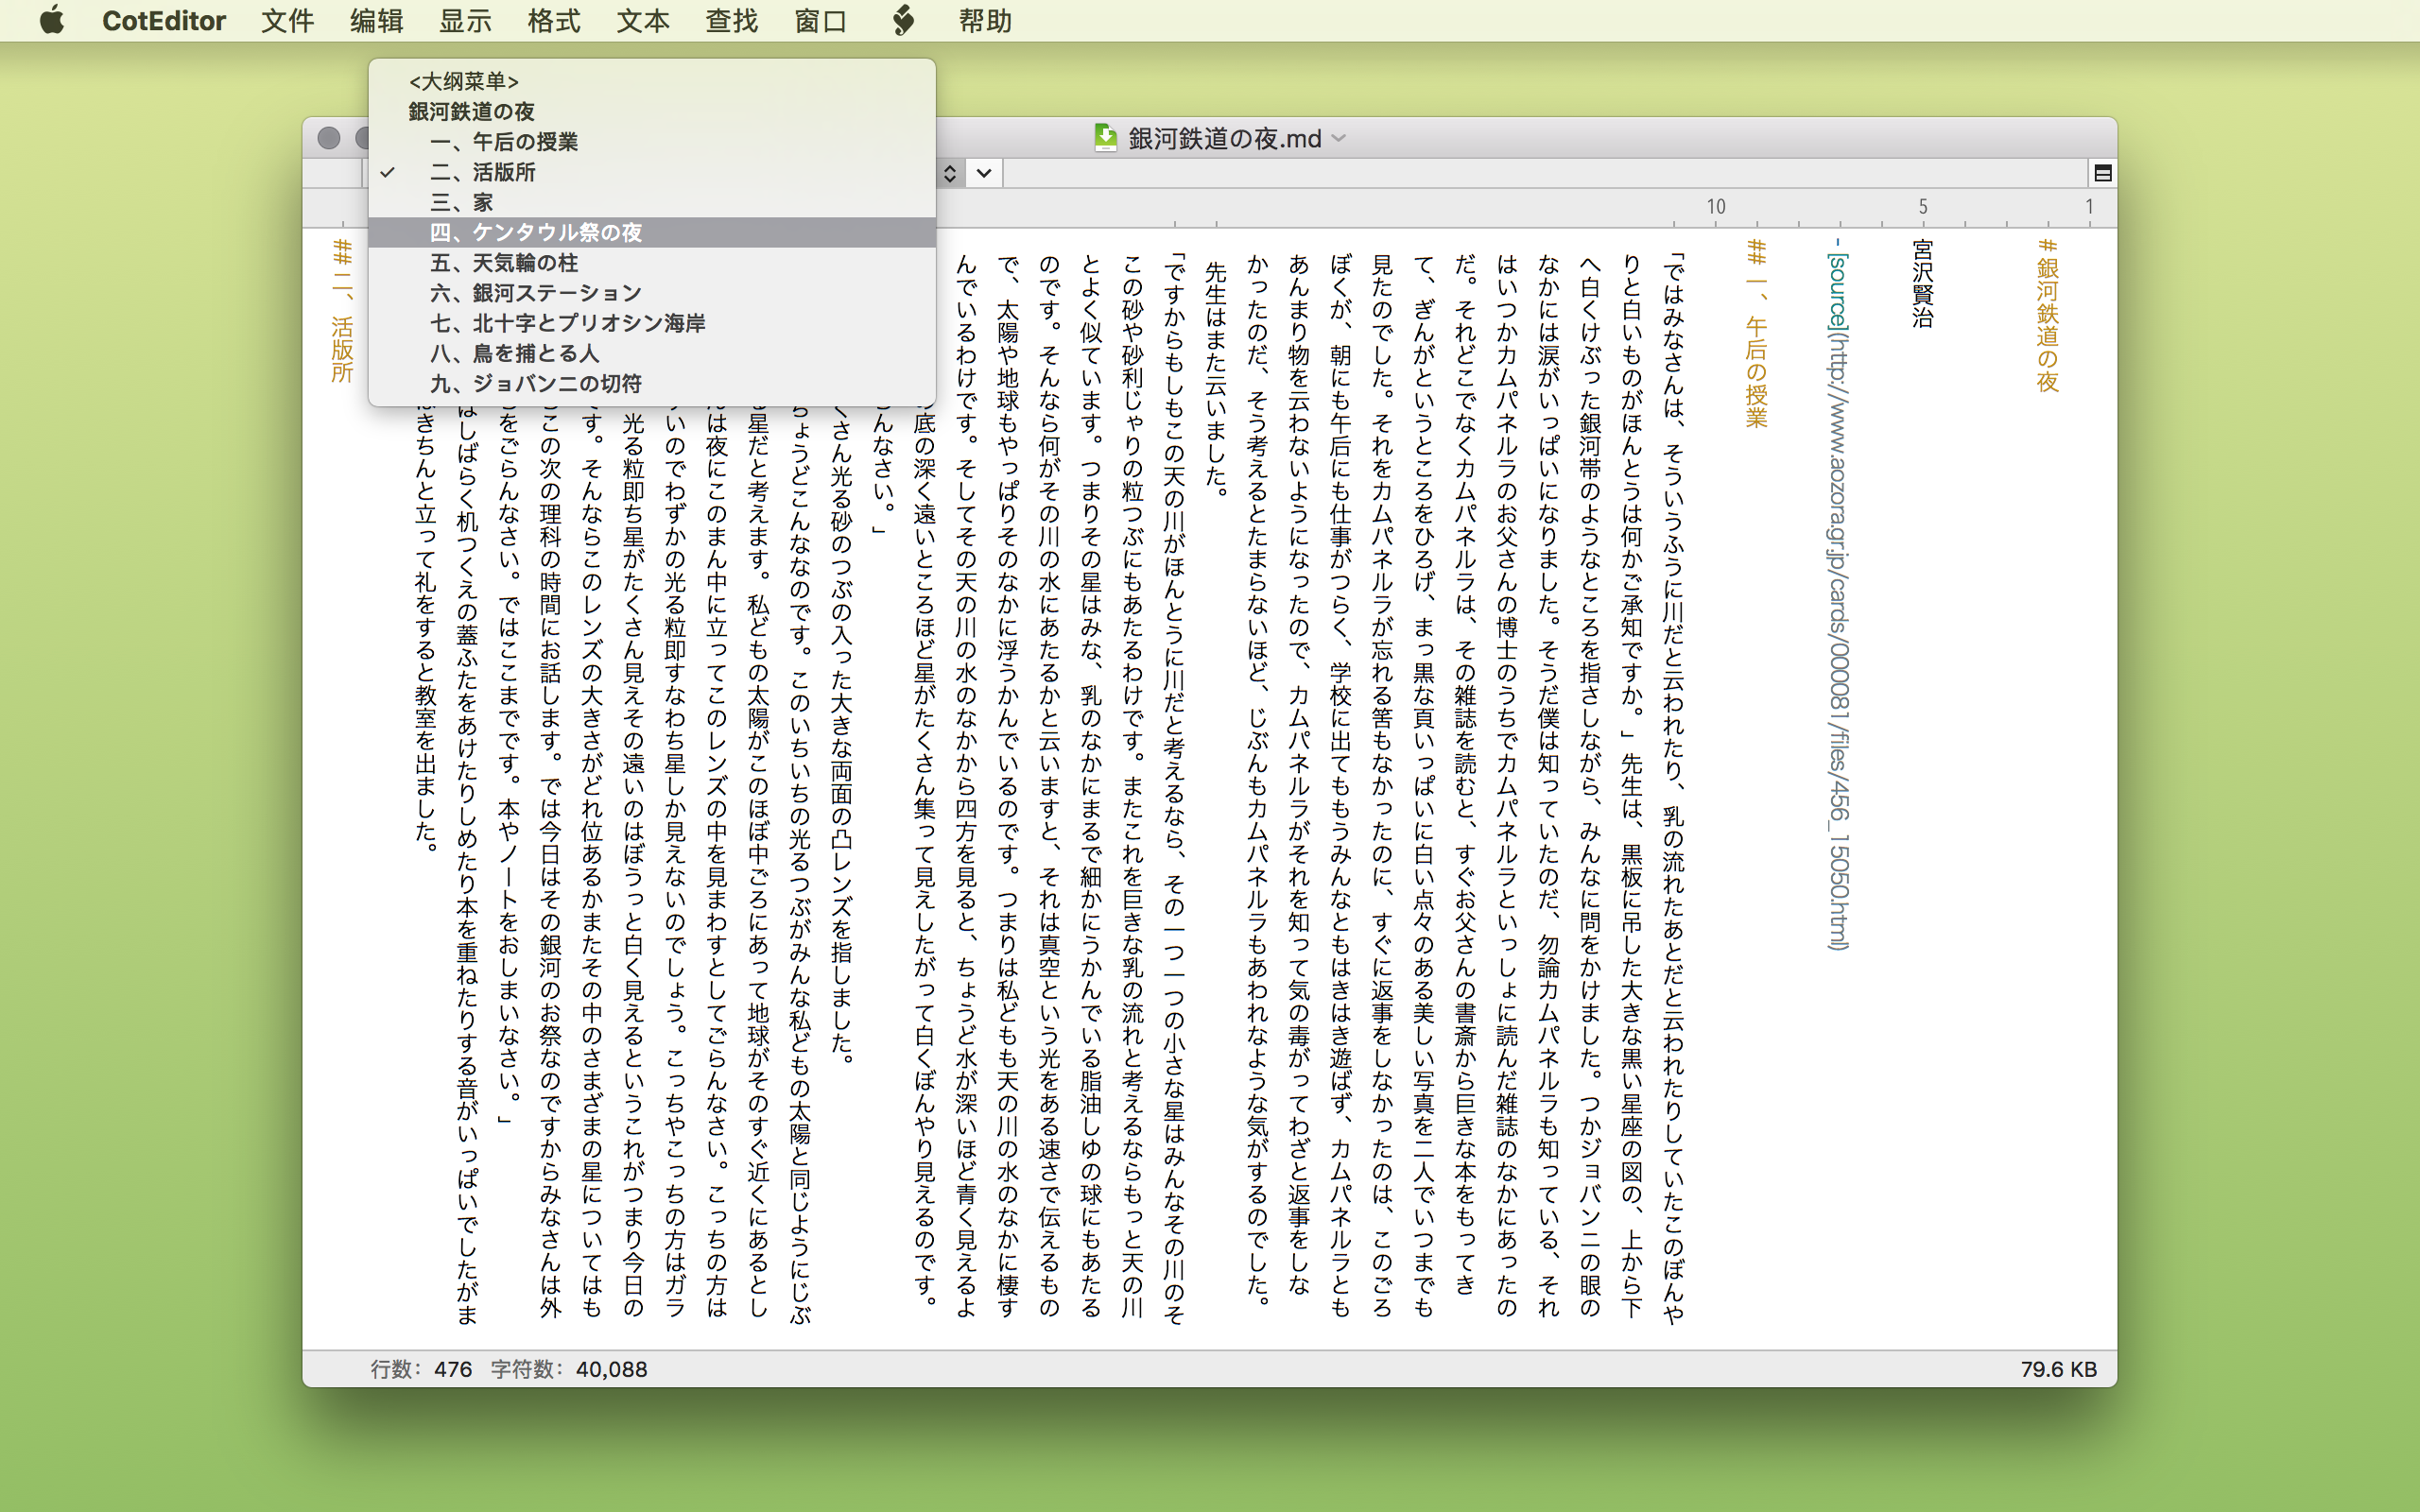 CotEditor 文件 编辑 显示 格式 文本 查找 窗口 帮助
<大纲菜单>
銀河鉄道の夜
一、午后の授業
二、活版所
三、家
四、ケンタウル祭の夜
五、天気輪の柱
六、銀河ステーション
七、北十字とプリオシン海岸
八、鳥を捕とる人
九、ジョバンニの切符
銀河鉄道の夜.md
10 5 1
# 銀河鉄道の夜
宮沢賢治
- [source](http://www.aozora.gr.jp/cards/000081/files/456_15050.html)
## 一、午后の授業
「ではみなさんは、そういうふうに川だと云われたり、乳の流れたあとだと云われたりしていたこのぼんや
りと白いものがほんとうは何かご承知ですか。」先生は、黒板に吊した大きな黒い星座の図の、上から下
へ白くけぶった銀河帯のようなところを指さしながら、みんなに問をかけました。つかジョバンニの眼の
なかには涙がいっぱいになりました。そうだ僕は知っていたのだ、勿論カムパネルラも知っている、それ
はいつかカムパネルラのお父さんの博士のうちでカムパネルラといっしょに読んだ雑誌のなかにあったの
だ。それどこでなくカムパネルラは、その雑誌を読むと、すぐお父さんの書斎から巨きな本をもってき
て、ぎんがというところをひろげ、まっ黒な頁いっぱいに白い点々のある美しい写真を二人でいつまでも
見たのでした。それをカムパネルラが忘れる筈もなかったのに、すぐに返事をしなかったのは、このごろ
ぼくが、朝にも午后にも仕事がつらく、学校に出てももうみんなともはきはき遊ばず、カムパネルラとも
あんまり物を云わないようになったので、カムパネルラがそれを知って気の毒がってわざと返事をしな
かったのだ、そう考えるとたまらないほど、じぶんもカムパネルラもあわれなような気がするのでした。
先生はまた云いました。
「ですからもしもこの天の川がほんとうに川だと考えるなら、その一つ一つの小さな星はみんなその川のそ
この砂や砂利じゃりの粒つぶにもあたるわけです。またこれを巨きな乳の流れと考えるならもっと天の川
とよく似ています。つまりその星はみな、乳のなかにまるで細かにうかんでいる脂油しゆの球にもあたる
のです。そんなら何がその川の水にあたるかと云いますと、それは真空という光をある速さで伝えるもの
で、太陽や地球もやっぱりそのなかに浮うかんでいるのです。つまりは私どもも天の川の水のなかに棲す
んでいるわけです。そしてその天の川の水のなかから四方を見ると、ちょうど水が深いほど青く見えるよ
底の深く遠いところほど星がたくさん集って見えしたがって白くぼんやり見えるのです。
んなさい。」
くさん光る砂のつぶの入った大きな両面の凸レンズを指しました。
ちょうどこんななのです。このいちいちの光るつぶがみんな私どもの太陽と同じようにじぶ
る星だと考えます。私どもの太陽がこのほぼ中ごろにあって地球がそのすぐ近くにあるとし
は夜にこのまん中に立ってこのレンズの中を見まわすとしてごらんなさい。こっちの方は
いのでわずかの光る粒即すなわち星しか見えないのでしょう。こっちやこっちの方はガラ
光る粒即ち星がたくさん見えその遠いのはぼうっと白く見えるというこれがつまり今日の
す。そんならこのレンズの大きさがどれ位あるかまたその中のさまざまの星についてはも
この次の理科の時間にお話します。では今日はその銀河のお祭なのですからみなさんは外
をごらんなさい。ではここまでです。本やノートをおしまいなさい。」
はしばらく机つくえの蓋ふたをあけたりしめたり本を重ねたりする音がいっぱいでしたがま
きちんと立って礼をすると教室を出ました。
## 二、活版所
行数: 476 字符数: 40,088
79.6 KB